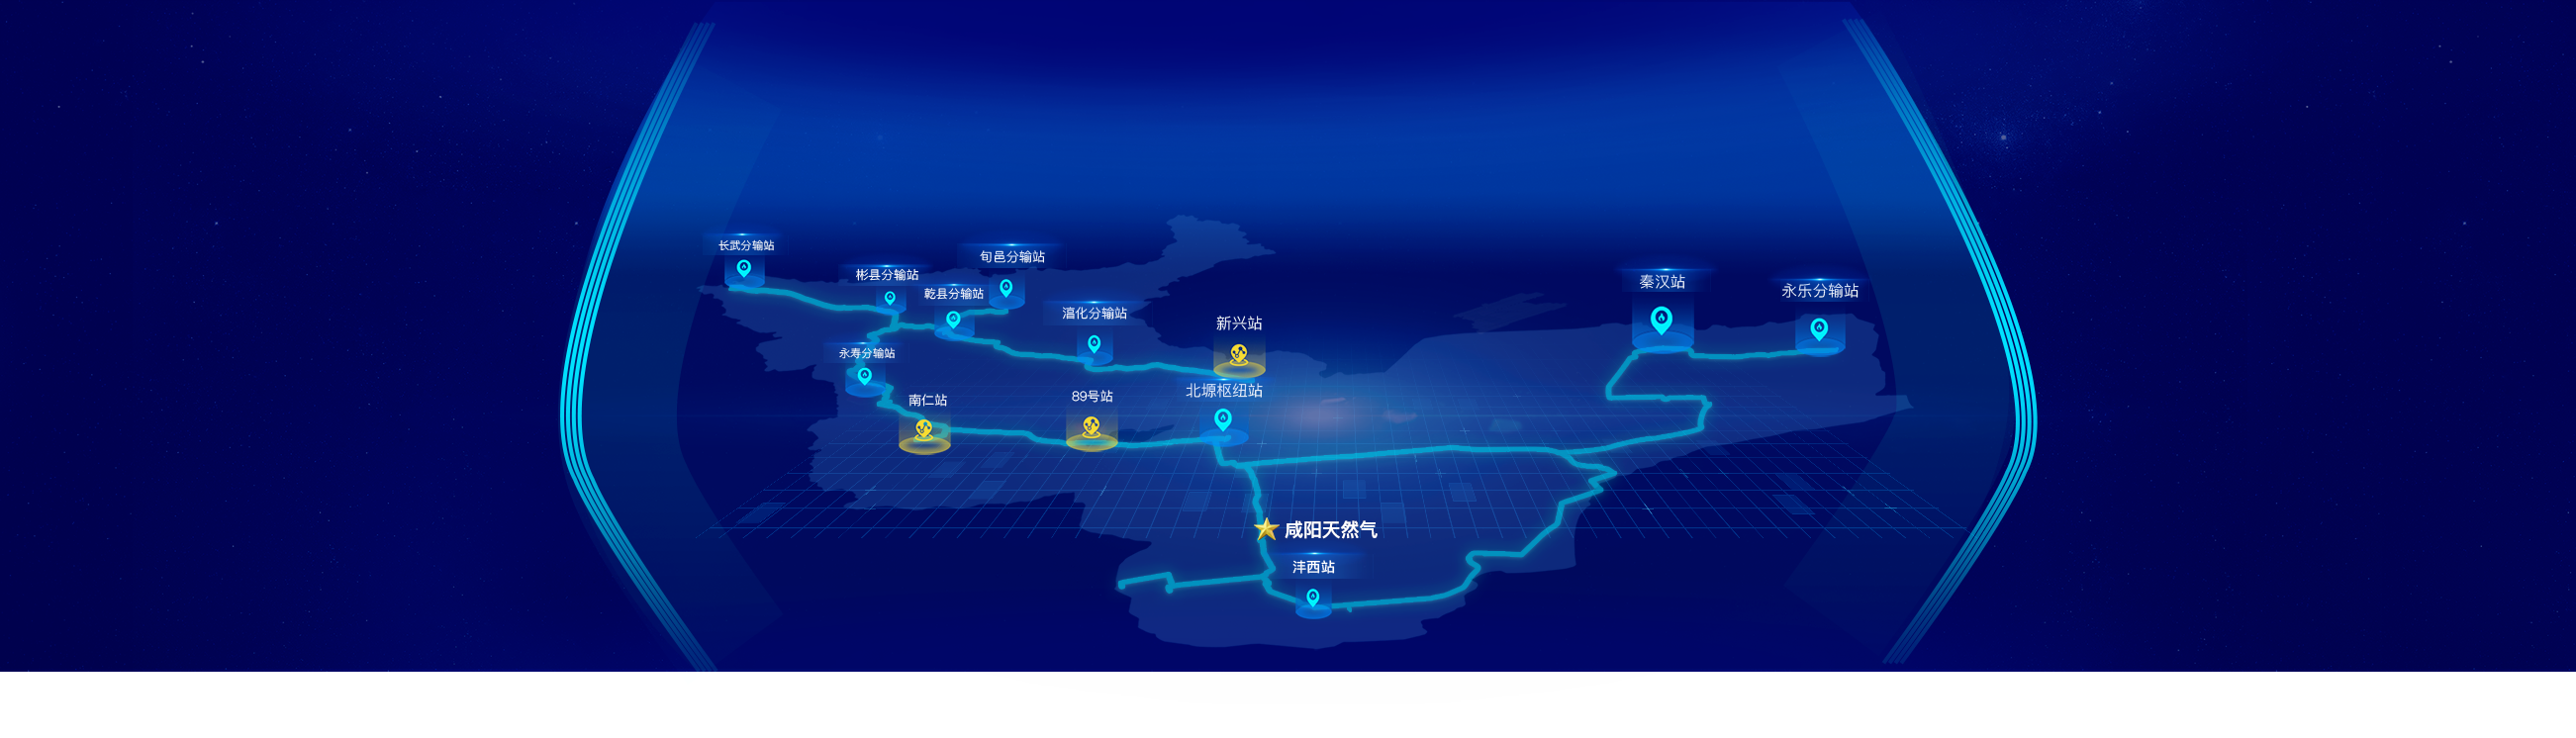 长武分输站
旬邑分输站
彬县分输站
乾县分输站
秦汉站
永乐分输站
滀化分输站
新兴站
永寿分输站
北塬枢纽站
89号站
南仁站
咸阳天然气
沣西站